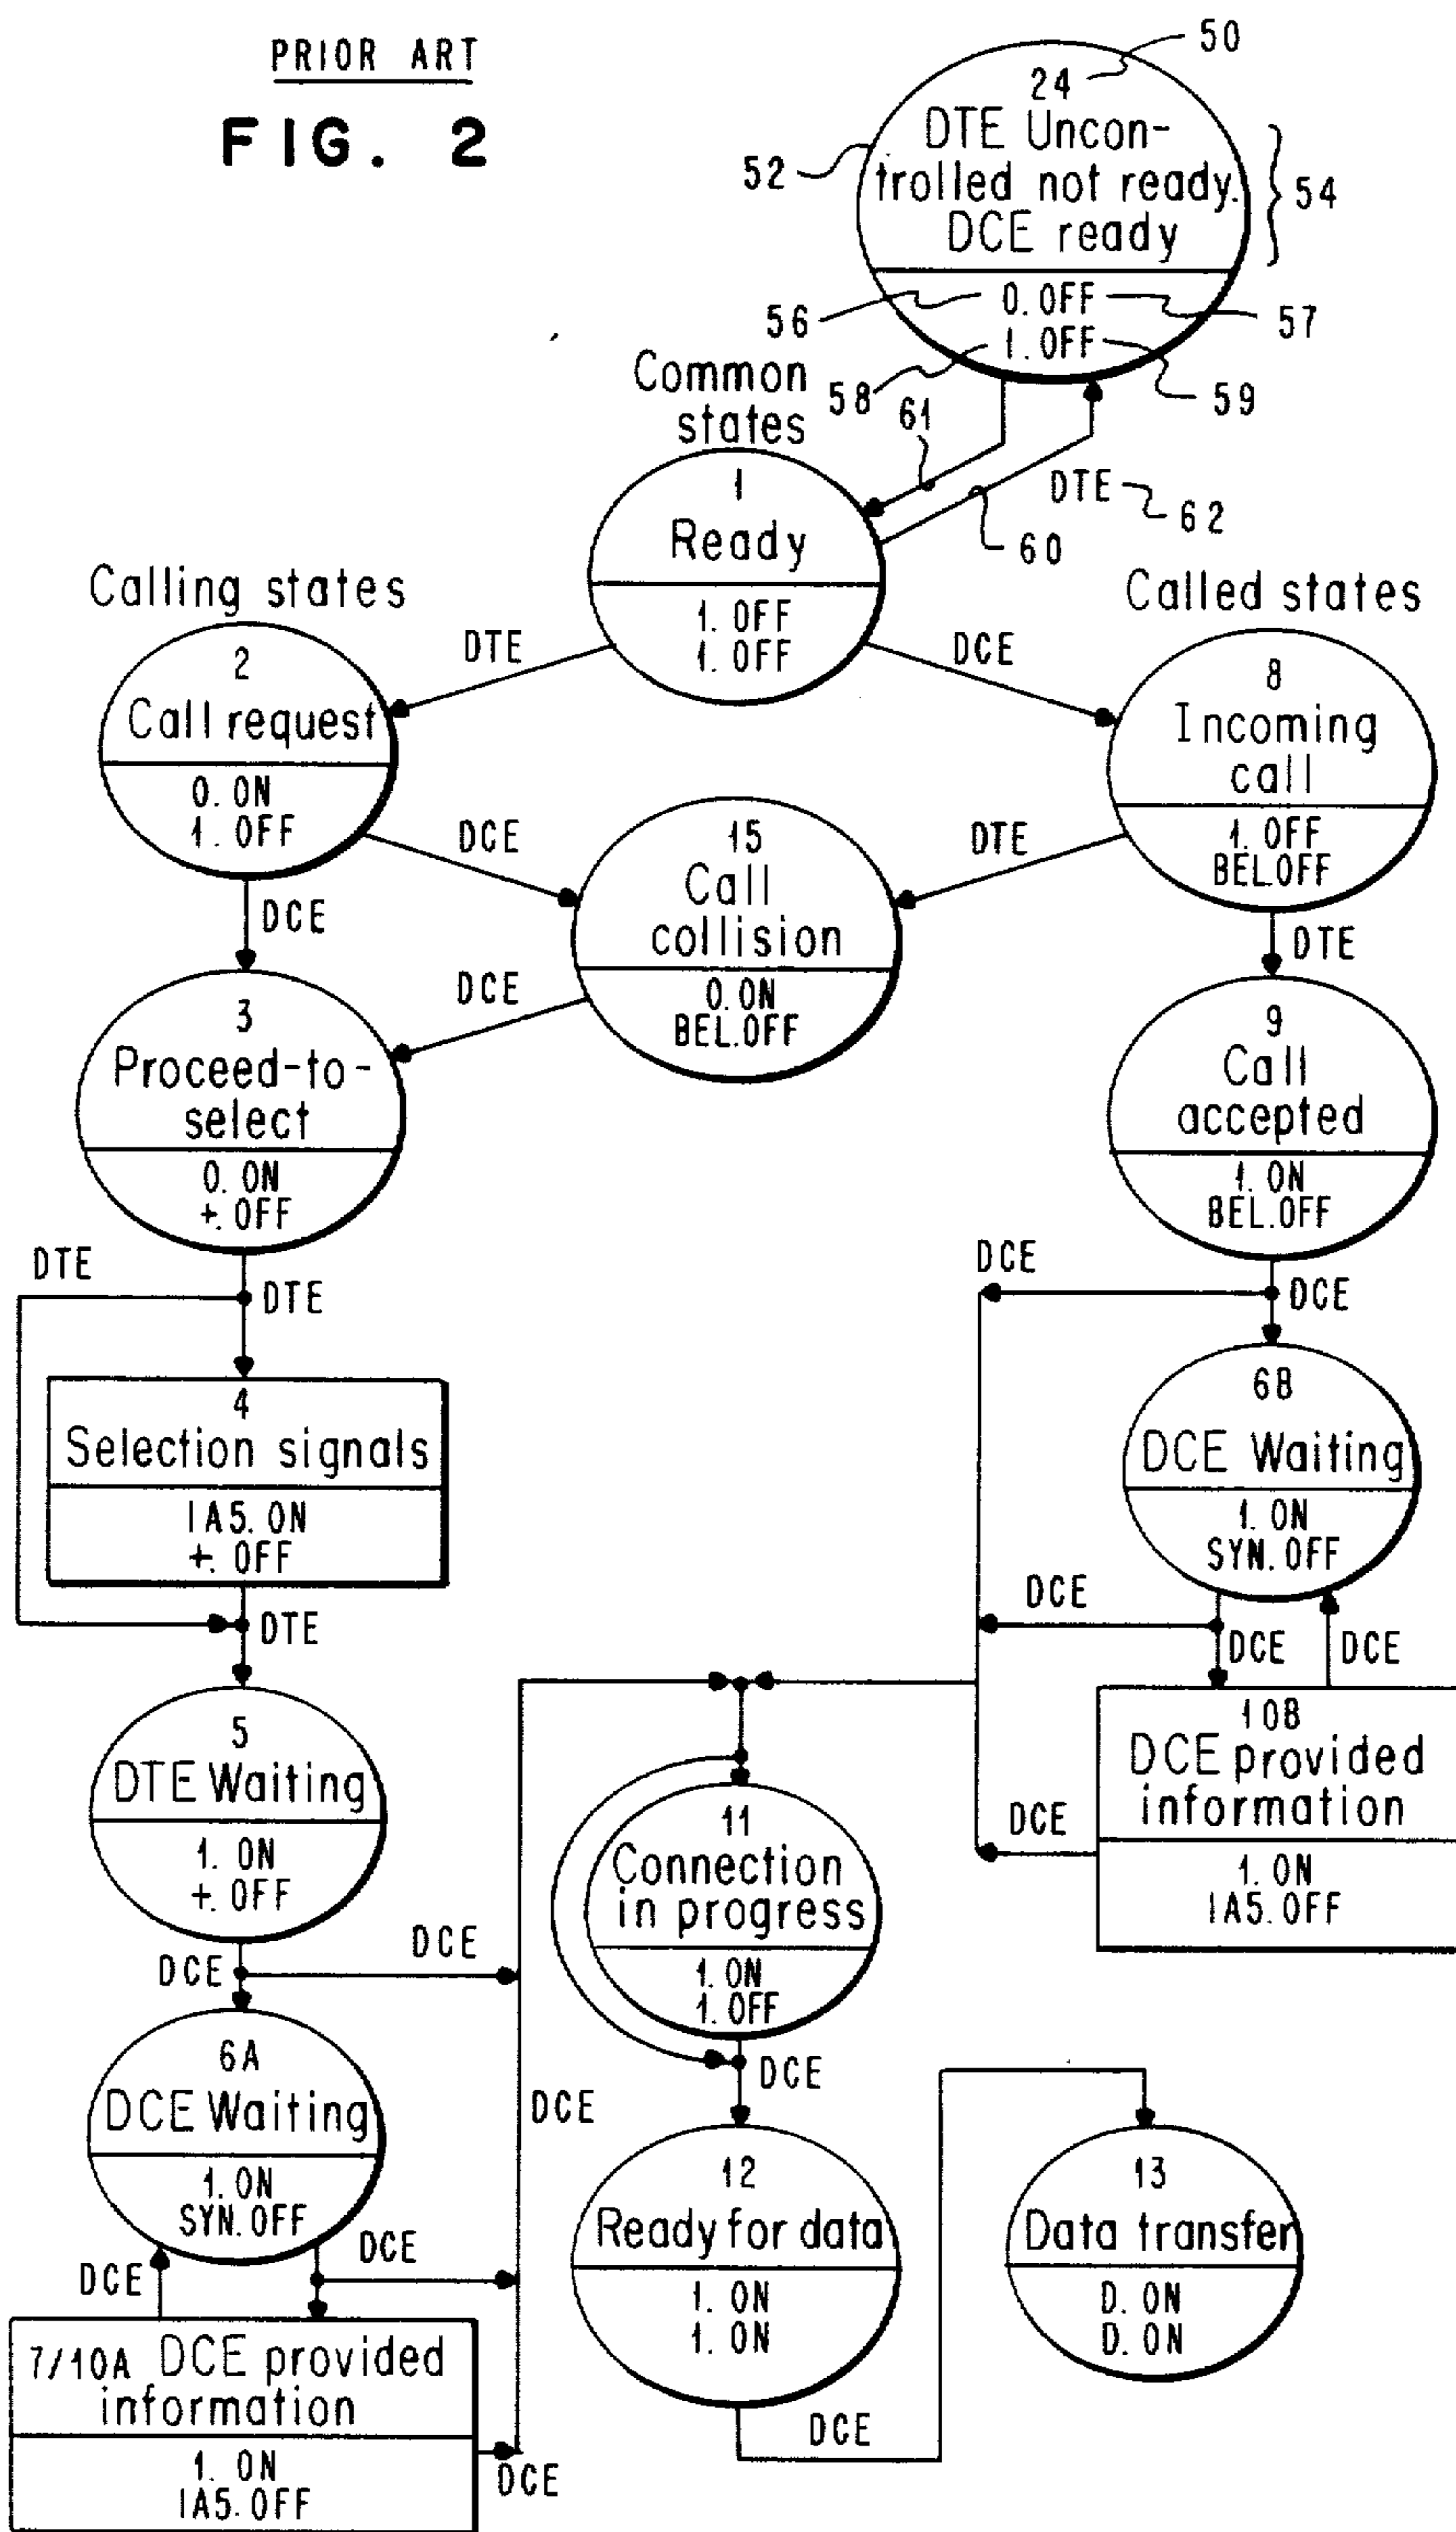 PRIOR ART
FIG. 2
50
24
DTE Uncon-
trolled not ready.
DCE ready
52
54
0.OFF
1.OFF
56
57
58
59
Common
states
61
60
DTE
62
1
Ready
1. OFF
1. OFF
Calling states
Called states
DTE
DCE
2
Call request
0. ON
1. OFF
8
Incoming
call
1. OFF
BEL.OFF
DCE
DTE
15
Call
collision
0. ON
BEL.OFF
DCE
DCE
DTE
3
Proceed-to-
select
0. ON
+.OFF
9
Call
accepted
1. ON
BEL.OFF
DTE
DTE
DCE
DCE
4
Selection signals
IA5. ON
+. OFF
6B
DCE Waiting
1. ON
SYN.OFF
DTE
DCE
DCE
DCE
5
DTE Waiting
1. ON
+. OFF
10B
DCE provided
information
1. ON
IA5. OFF
DCE
11
Connection
in progress
1. ON
1. OFF
DCE
DCE
DCE
DCE
6A
DCE Waiting
1. ON
SYN. OFF
DCE
DCE
12
Ready for data
1. ON
1. ON
13
Data transfer
D. ON
D. ON
7/10A DCE provided
information
1. ON
IA5. OFF
DCE
DCE